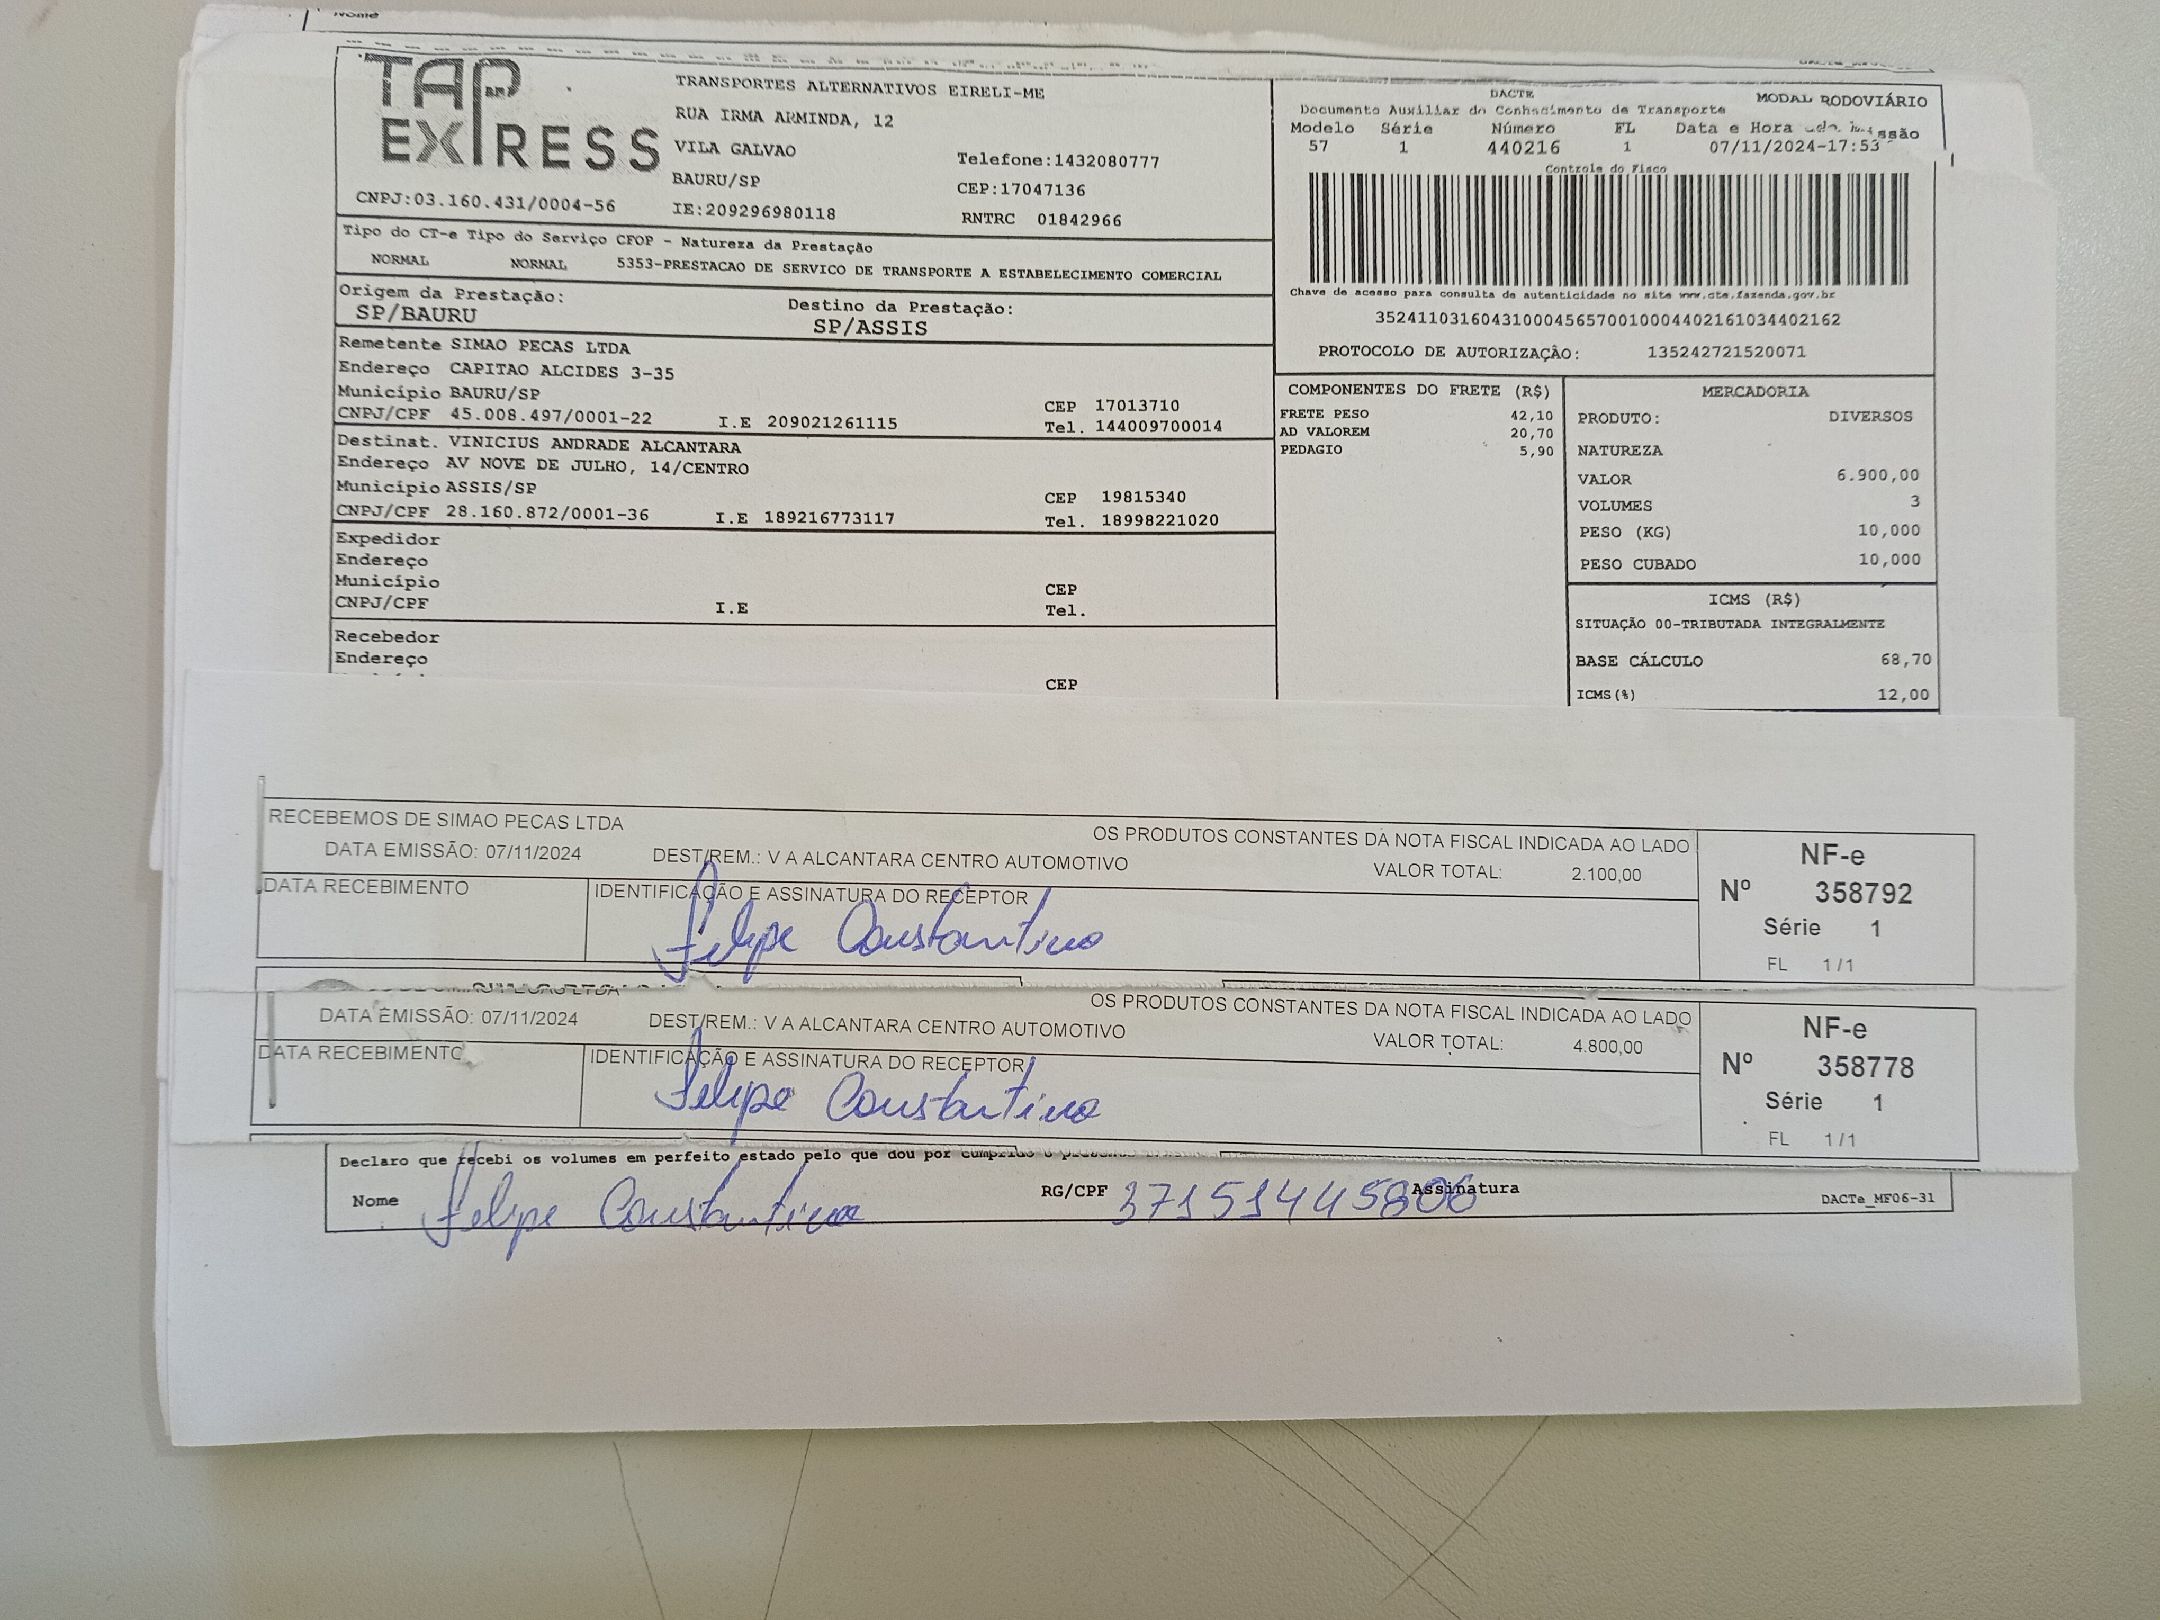 Nome
TAP EXPRESS
TRANSPORTES ALTERNATIVOS EIRELI-ME
RUA IRMA ARMINDA, 12
VILA GALVAO Telefone:1432080777
BAURU/SP CEP:17047136
CNPJ:03.160.431/0004-56 IE:209296980118 RNTRC 01842966
DACTE MODAL RODOVIÁRIO
Documento Auxiliar do Conhecimento de Transporte
Modelo Série Número FL Data e Hora
57 1 440216 1 07/11/2024-17:53
Controle do Fisco
Chave de acesso para consulta de autenticidade no site www.cte.fazenda.gov.br
35241103160431000456570010004402161034402162
PROTOCOLO DE AUTORIZAÇÃO: 135242721520071
Tipo do CT-e Tipo do Serviço CFOP - Natureza da Prestação
NORMAL NORMAL 5353-PRESTACAO DE SERVICO DE TRANSPORTE A ESTABELECIMENTO COMERCIAL
Origem da Prestação: Destino da Prestação:
SP/BAURU SP/ASSIS
Remetente SIMAO PECAS LTDA
Endereço CAPITAO ALCIDES 3-35
Município BAURU/SP CEP 17013710
CNPJ/CPF 45.008.497/0001-22 I.E 209021261115 Tel. 144009700014
Destinat. VINICIUS ANDRADE ALCANTARA
Endereço AV NOVE DE JULHO, 14/CENTRO
Município ASSIS/SP CEP 19815340
CNPJ/CPF 28.160.872/0001-36 I.E 189216773117 Tel. 18998221020
Expedidor
Endereço
Município CEP
CNPJ/CPF I.E Tel.
Recebedor
Endereço
CEP
COMPONENTES DO FRETE (R$)
FRETE PESO 42,10
AD VALOREM 20,70
PEDAGIO 5,90
MERCADORIA
PRODUTO: DIVERSOS
NATUREZA
VALOR 6.900,00
VOLUMES 3
PESO (KG) 10,000
PESO CUBADO 10,000
ICMS (R$)
SITUAÇÃO 00-TRIBUTADA INTEGRALMENTE
BASE CÁLCULO 68,70
ICMS(%) 12,00
RECEBEMOS DE SIMAO PECAS LTDA OS PRODUTOS CONSTANTES DA NOTA FISCAL INDICADA AO LADO
DATA EMISSÃO: 07/11/2024 DEST/REM.: V A ALCANTARA CENTRO AUTOMOTIVO VALOR TOTAL: 2.100,00
DATA RECEBIMENTO IDENTIFICAÇÃO E ASSINATURA DO RECEPTOR
Felipe Constantino
NF-e
Nº 358792
Série 1
FL 1/1
OS PRODUTOS CONSTANTES DA NOTA FISCAL INDICADA AO LADO
DATA EMISSÃO: 07/11/2024 DEST/REM.: V A ALCANTARA CENTRO AUTOMOTIVO VALOR TOTAL: 4.800,00
DATA RECEBIMENTO IDENTIFICAÇÃO E ASSINATURA DO RECEPTOR
Felipe Constantino
NF-e
Nº 358778
Série 1
FL 1/1
Declaro que recebi os volumes em perfeito estado pelo que dou por cumprido o
Nome Felipe Constantino RG/CPF 37151445806 Assinatura DACTe_MF06-31